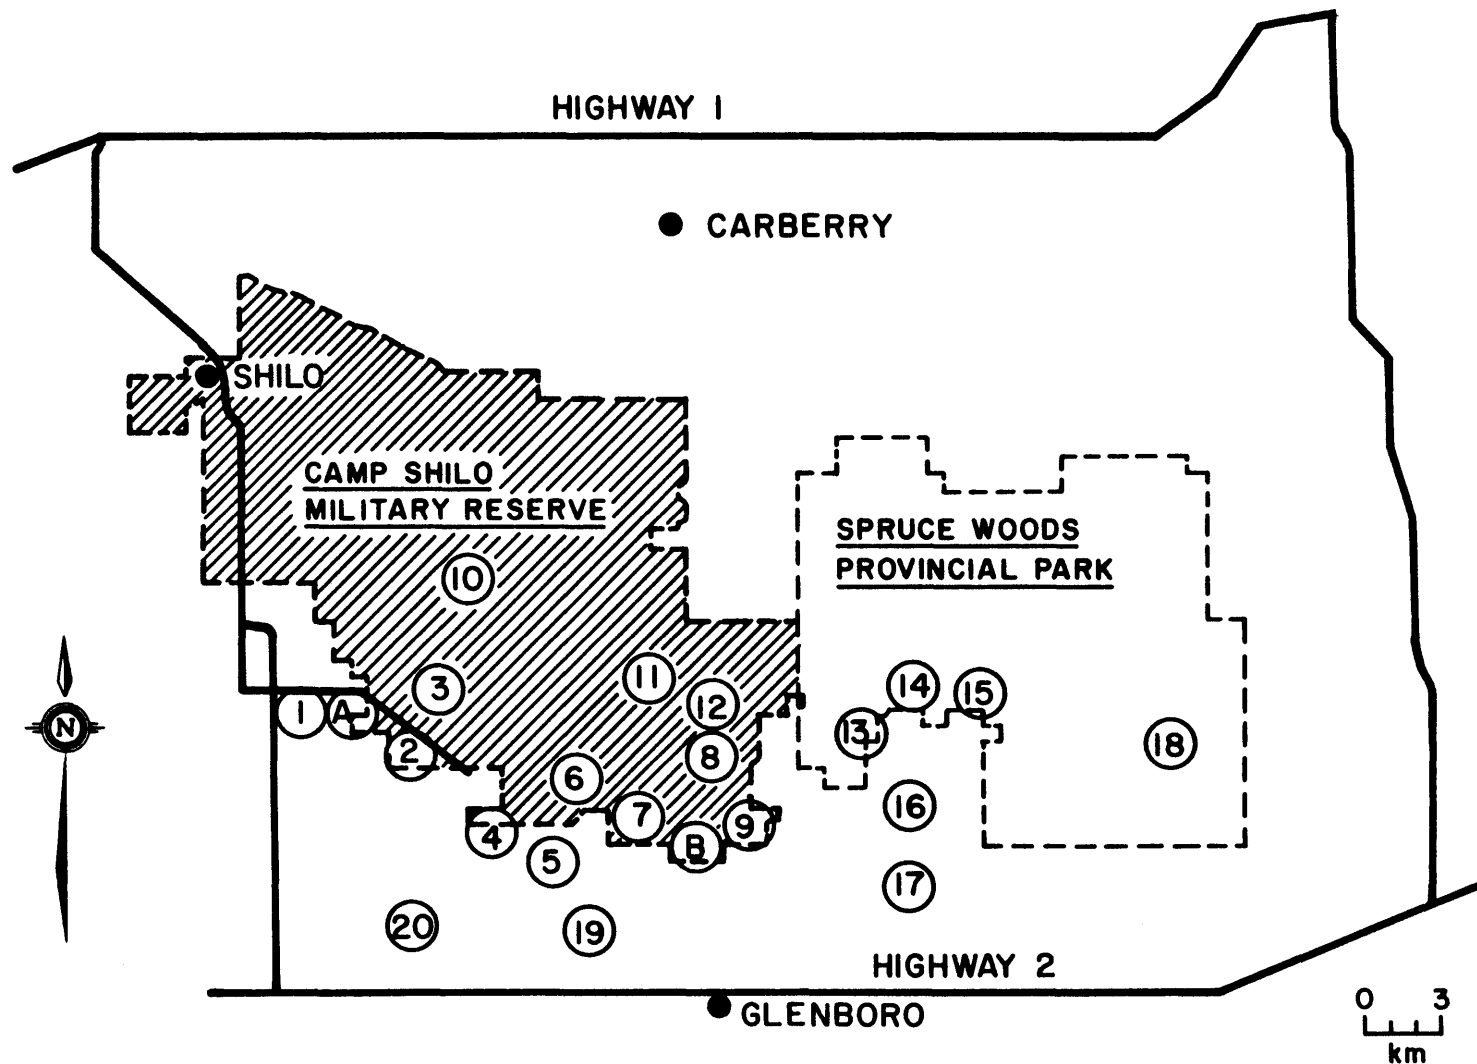 HIGHWAY 1
CARBERRY
SHILO
CAMP SHILO
MILITARY RESERVE
SPRUCE WOODS
PROVINCIAL PARK
10
3
11
12
14
15
1
A
2
13
8
18
6
7
16
4
9
5
B
17
20
19
N
HIGHWAY 2
GLENBORO
0 3
km